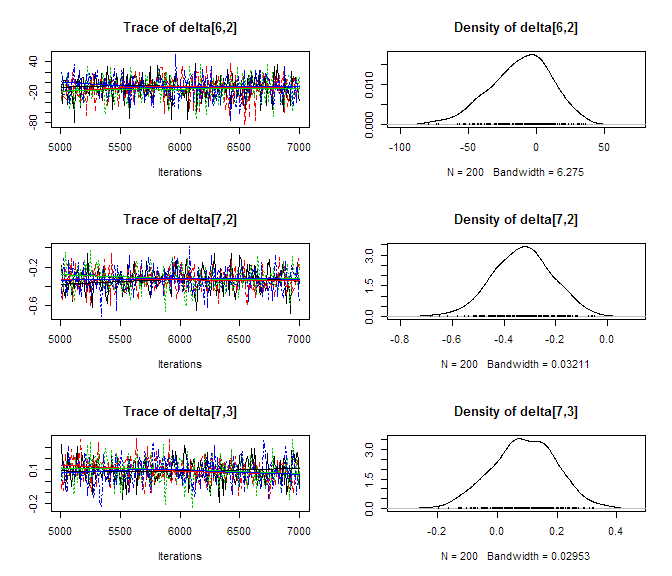 Trace of delta[6,2]
40
-20
-80
5000 5500 6000 6500 7000
Iterations
Density of delta[6,2]
0.010
0.000
-100 -50 0 50
N = 200 Bandwidth = 6.275
Trace of delta[7,2]
-0.2
-0.6
5000 5500 6000 6500 7000
Iterations
Density of delta[7,2]
3.0
1.5
0.0
-0.8 -0.6 -0.4 -0.2 0.0
N = 200 Bandwidth = 0.03211
Trace of delta[7,3]
0.1
-0.2
5000 5500 6000 6500 7000
Iterations
Density of delta[7,3]
3.0
1.5
0.0
-0.2 0.0 0.2 0.4
N = 200 Bandwidth = 0.02953